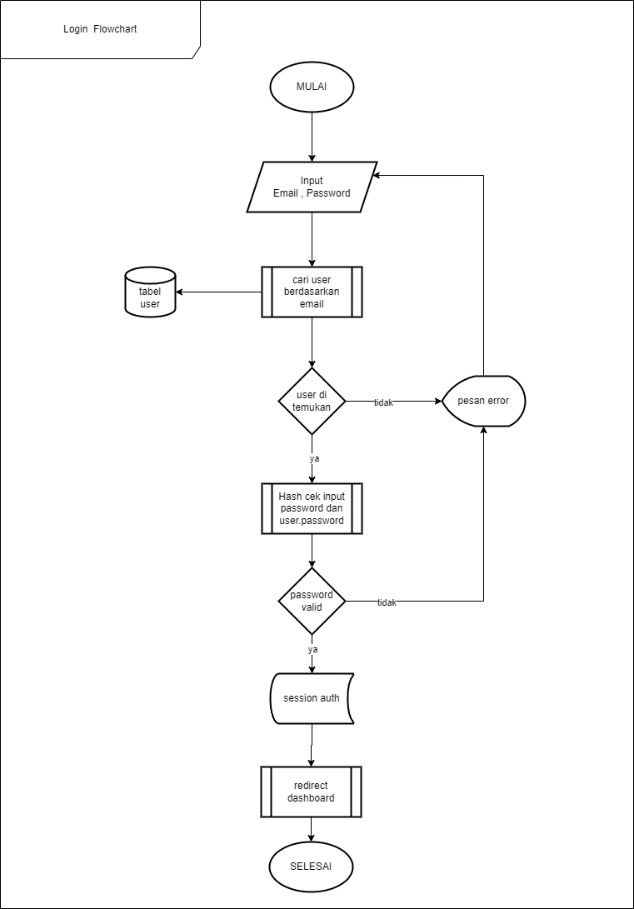 Login  Flowchart
MULAI
Input
Email , Password
cari user
berdasarkan
email
tabel
user
user di
temukan
tidak
pesan error
ya
Hash cek input
password dan
user.password
password
valid
tidak
ya
session auth
redirect
dashboard
SELESAI